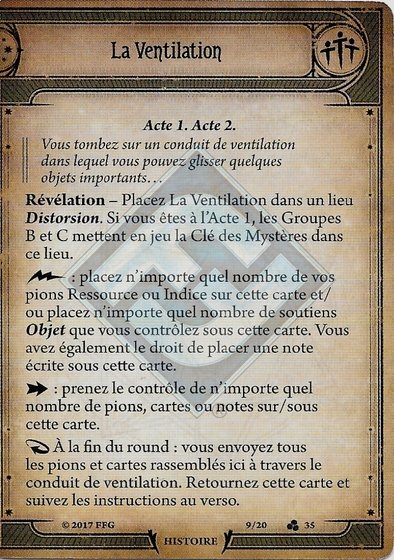 La Ventilation
Acte 1. Acte 2.
Vous tombez sur un conduit de ventilation
dans lequel vous pouvez glisser quelques
objets importants…
Révélation – Placez La Ventilation dans un lieu
Distorsion. Si vous êtes à l'Acte 1, les Groupes
B et C mettent en jeu la Clé des Mystères dans
ce lieu.
: placez n'importe quel nombre de vos
pions Ressource ou Indice sur cette carte et/
ou placez n'importe quel nombre de soutiens
Objet que vous contrôlez sous cette carte. Vous
avez également le droit de placer une note
écrite sous cette carte.
: prenez le contrôle de n'importe quel
nombre de pions, cartes ou notes sur/sous
cette carte.
À la fin du round : vous envoyez tous
les pions et cartes rassemblés ici à travers le
conduit de ventilation. Retournez cette carte et
suivez les instructions au verso.
© 2017 FFG 9/20 35
HISTOIRE